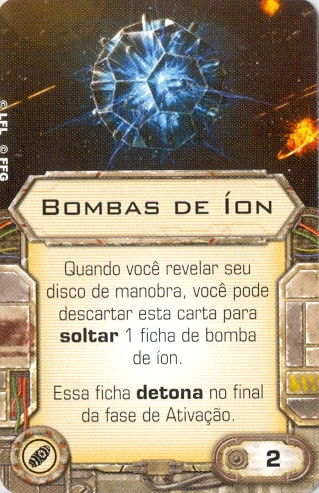 © LFL © FFG
BOMBAS DE ÍON
Quando você revelar seu
disco de manobra, você pode
descartar esta carta para
soltar 1 ficha de bomba
de íon.
Essa ficha detona no final
da fase de Ativação.
2